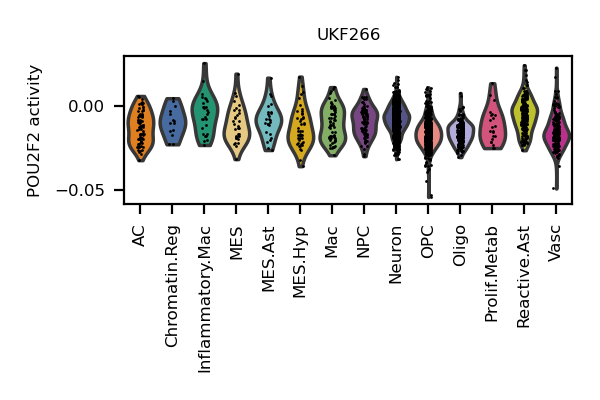 UKF266
POU2F2 activity
0.00
−0.05
AC
Chromatin.Reg
Inflammatory.Mac
MES
MES.Ast
MES.Hyp
Mac
NPC
Neuron
OPC
Oligo
Prolif.Metab
Reactive.Ast
Vasc